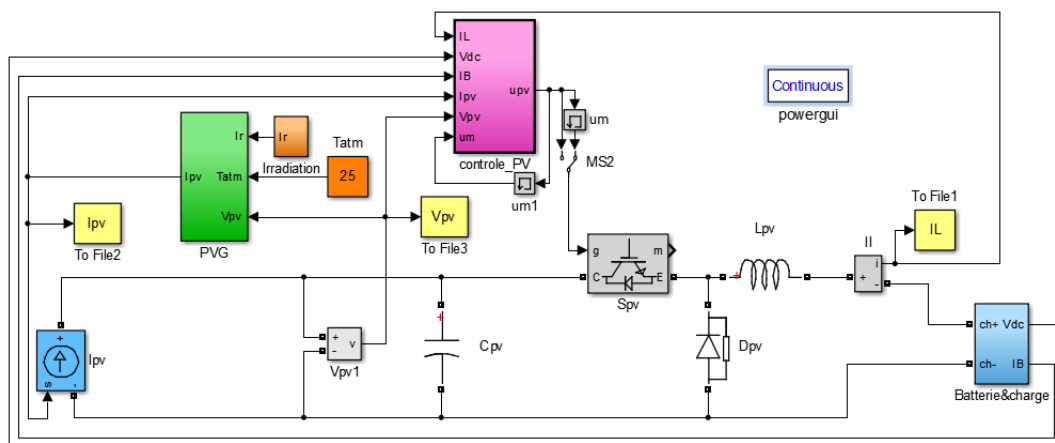 IL
Vdc
IB
Ipv
Vpv
um
upv
controle_PV
um
um1
MS2
Continuous
powergui
Ir
Tatm
Vpv
Ipv
PVG
Ir
Irradiation
Tatm
25
Ipv
To File2
Vpv
To File3
To File1
IL
g
m
C
E
Spv
Lpv
Il
i
+
-
+
-
s
Ipv
+
-
v
Vpv1
+
Cpv
+
Dpv
ch+
Vdc
ch-
IB
Batterie&charge